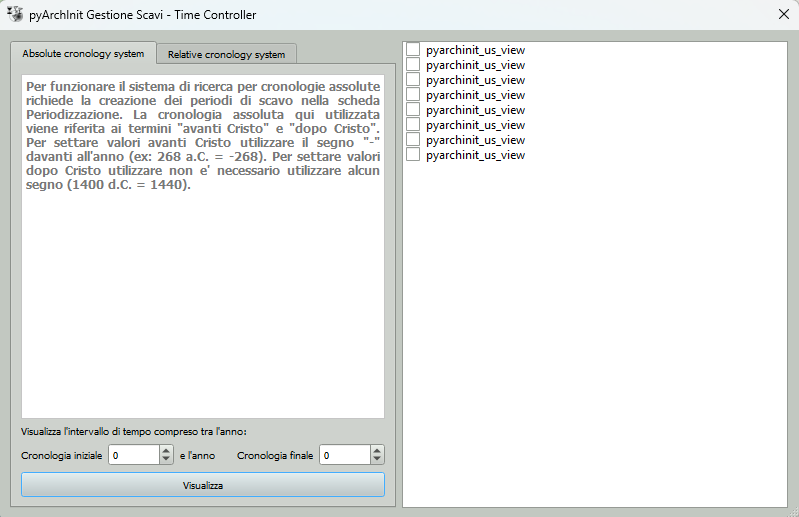 pyArchInit Gestione Scavi - Time Controller
Absolute cronology system
Relative cronology system
Per funzionare il sistema di ricerca per cronologie assolute
richiede la creazione dei periodi di scavo nella scheda
Periodizzazione. La cronologia assoluta qui utilizzata
viene riferita ai termini "avanti Cristo" e "dopo Cristo".
Per settare valori avanti Cristo utilizzare il segno "-"
davanti all'anno (ex: 268 a.C. = -268). Per settare valori
dopo Cristo utilizzare non e' necessario utilizzare alcun
segno (1400 d.C. = 1440).
Visualizza l'intervallo di tempo compreso tra l'anno:
Cronologia iniziale 0 e l'anno Cronologia finale 0
Visualizza
pyarchinit_us_view
pyarchinit_us_view
pyarchinit_us_view
pyarchinit_us_view
pyarchinit_us_view
pyarchinit_us_view
pyarchinit_us_view
pyarchinit_us_view